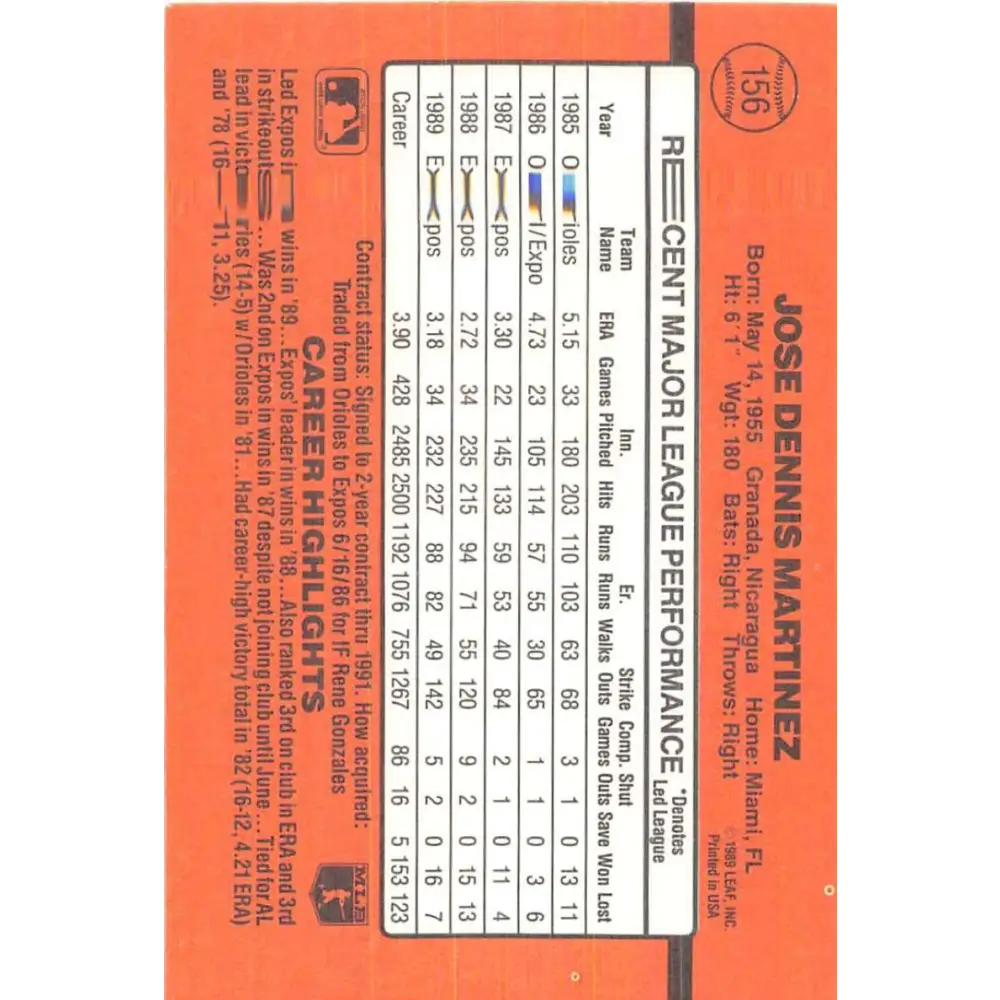 156
JOSE DENNIS MARTINEZ
Born: May 14, 1955 Granada, Nicaragua Home: Miami, FL
Ht: 6'1" Wgt: 180 Bats: Right Throws: Right
© 1989 LEAF, INC.
Printed in USA
RECENT MAJOR LEAGUE PERFORMANCE *Denotes Led League
Year Team Name ERA Games Inn. Pitched Hits Runs Er. Runs Walks Strike Outs Comp. Games Shut Outs Save Won Lost
1985 Orioles 5.15 33 180 203 110 103 63 68 3 1 0 13 11
1986 O'l/Expo 4.73 23 105 114 57 55 30 65 1 1 0 3 6
1987 Expos 3.30 22 145 133 59 53 40 84 2 1 0 11 4
1988 Expos 2.72 34 235 215 94 71 55 120 9 2 0 15 13
1989 Expos 3.18 34 232 227 88 82 49 142 5 2 0 16 7
Career 3.90 428 2485 2500 1192 1076 755 1267 86 16 5 153 123
Contract status: Signed to 2-year contract thru 1991. How acquired:
Traded from Orioles to Expos 6/16/86 for IF Rene Gonzales
MLB
CAREER HIGHLIGHTS
Led Expos in wins in '89...Expos' leader in wins in '88...Also ranked 3rd on club in ERA and 3rd
in strikeouts...Was 2nd on Expos in wins in '87 despite not joining club until June...Tied for AL
lead in victories (14-5) w/Orioles in '81...Had career-high victory total in '82 (16-12, 4.21 ERA)
and '78 (16—11, 3.25).